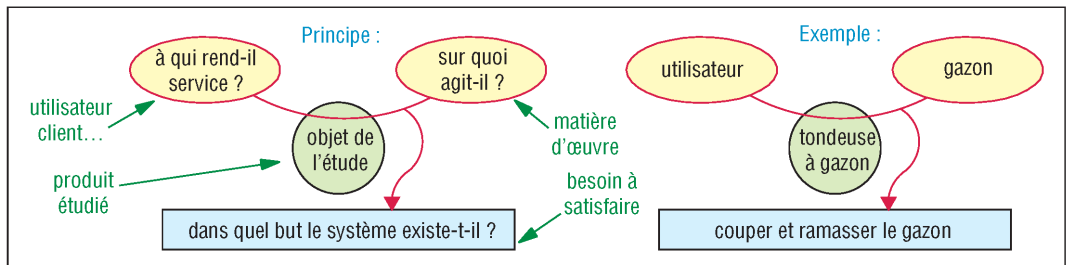 Principe :
à qui rend-il
service ?
sur quoi
agit-il ?
utilisateur
client…
objet de
l'étude
matière
d'œuvre
produit
étudié
besoin à
satisfaire
dans quel but le système existe-t-il ?
Exemple :
utilisateur
gazon
tondeuse
à gazon
couper et ramasser le gazon